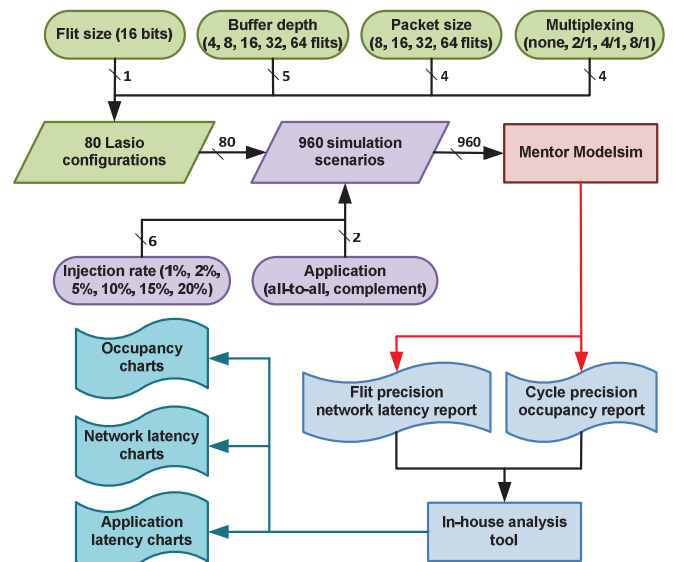 Flit size (16 bits)
Buffer depth
(4, 8, 16, 32, 64 flits)
Packet size
(8, 16, 32, 64 flits)
Multiplexing
(none, 2/1, 4/1, 8/1)
1
5
4
4
80 Lasio
configurations
80
960 simulation
scenarios
960
Mentor Modelsim
6
2
Injection rate (1%, 2%,
5%, 10%, 15%, 20%)
Application
(all-to-all, complement)
Occupancy
charts
Flit precision
network latency report
Cycle precision
occupancy report
Network latency
charts
Application
latency charts
In-house analysis
tool